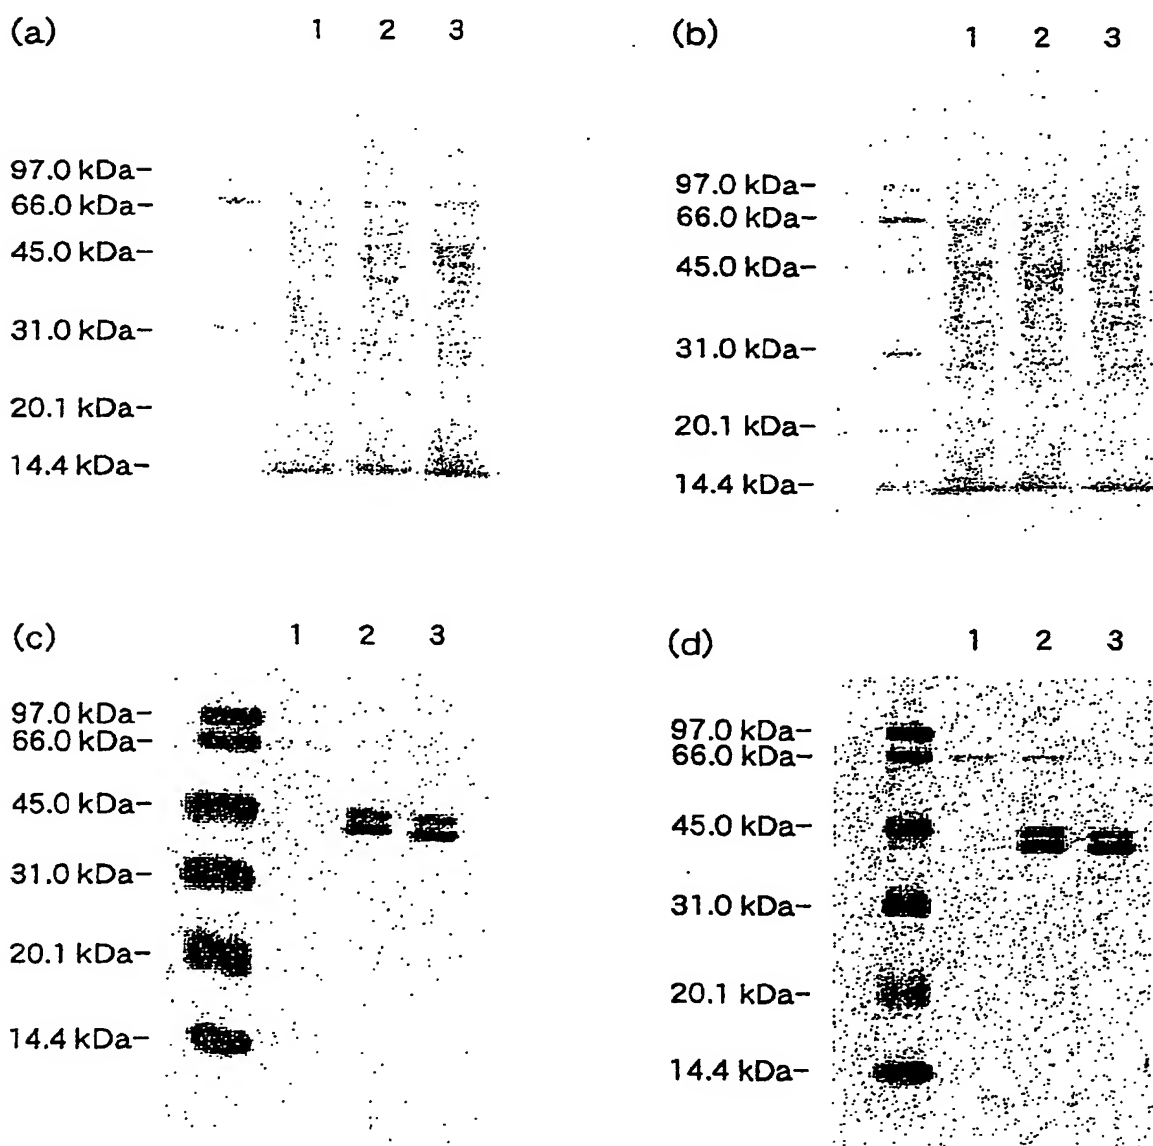 (a) 1 2 3
97.0 kDa-
66.0 kDa-
45.0 kDa-
31.0 kDa-
20.1 kDa-
14.4 kDa-
(b) 1 2 3
97.0 kDa-
66.0 kDa-
45.0 kDa-
31.0 kDa-
20.1 kDa-
14.4 kDa-
(c) 1 2 3
97.0 kDa-
66.0 kDa-
45.0 kDa-
31.0 kDa-
20.1 kDa-
14.4 kDa-
(d) 1 2 3
97.0 kDa-
66.0 kDa-
45.0 kDa-
31.0 kDa-
20.1 kDa-
14.4 kDa-